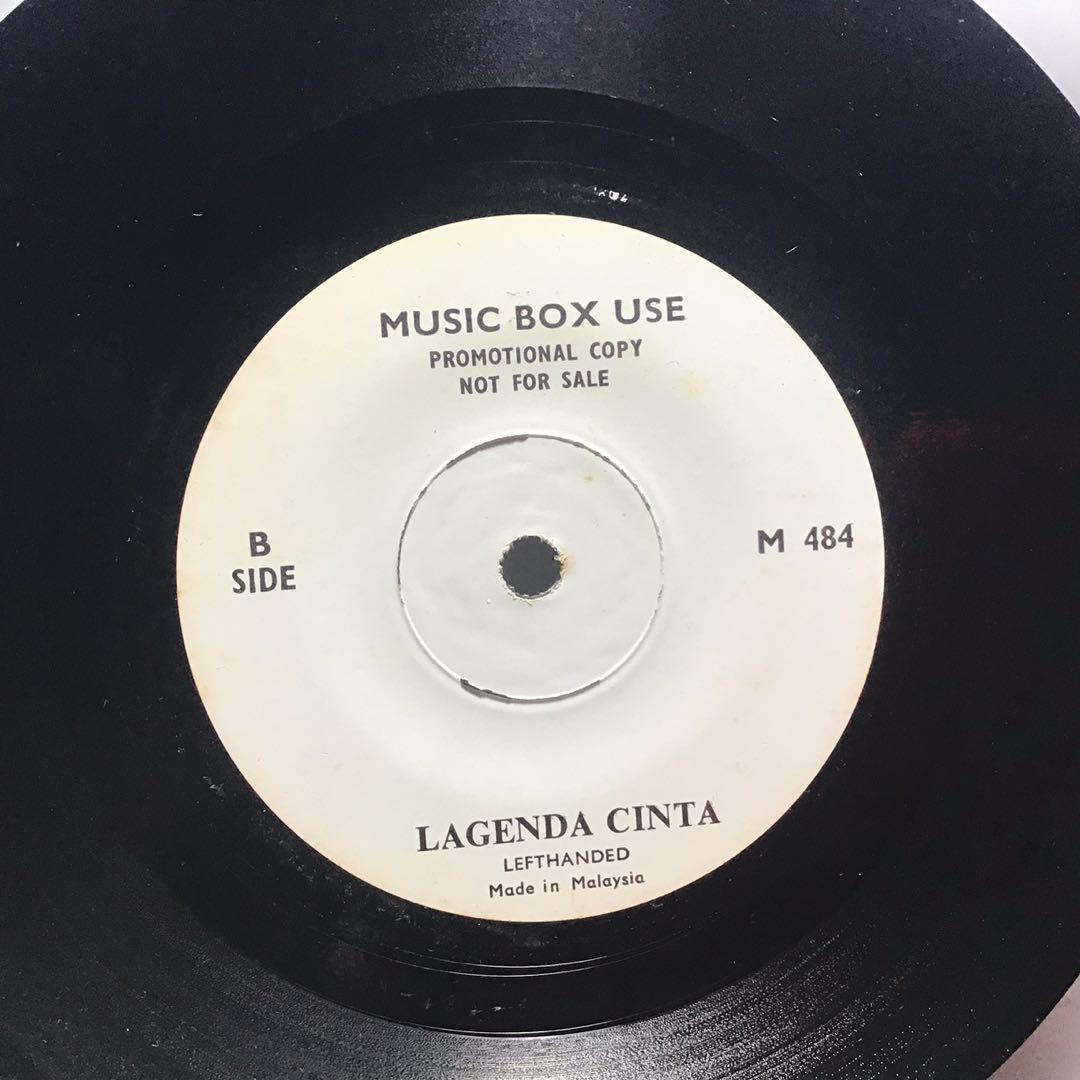 MUSIC BOX USE
PROMOTIONAL COPY
NOT FOR SALE
B
SIDE
M 484
LAGENDA CINTA
LEFTHANDED
Made in Malaysia